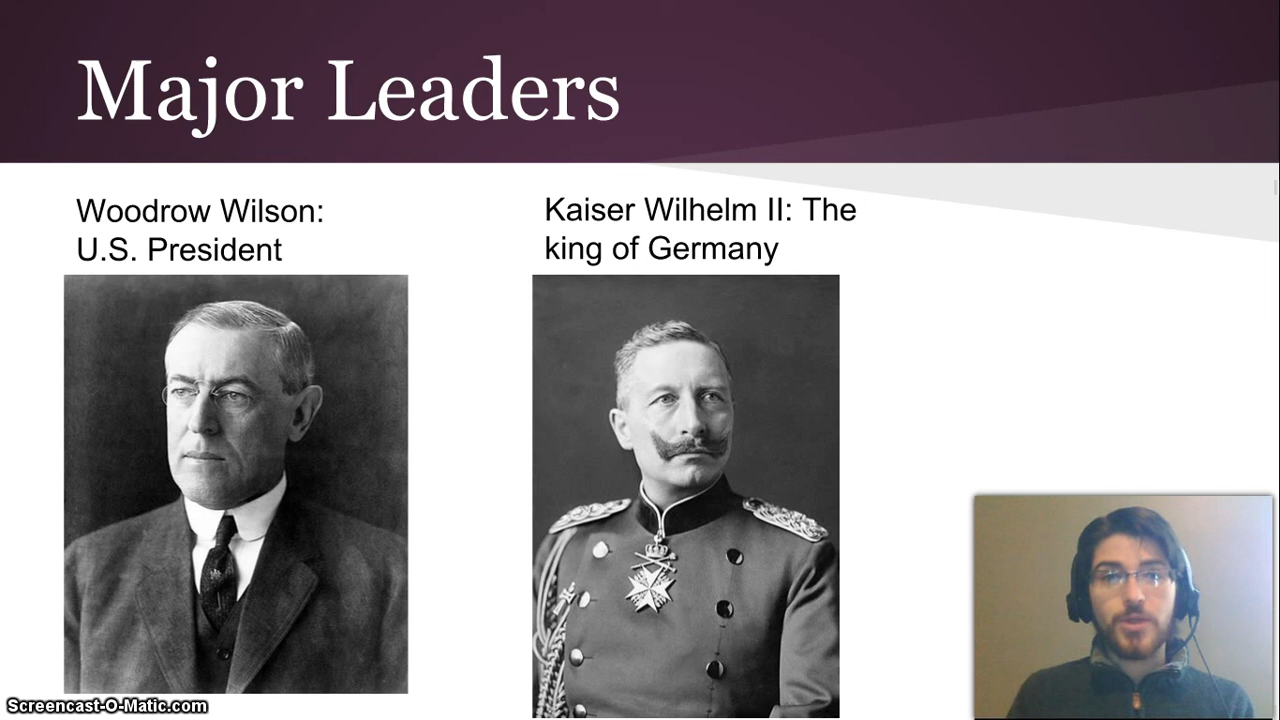 Major Leaders
Woodrow Wilson:
U.S. President
Kaiser Wilhelm II: The
king of Germany
Screencast-O-Matic.com